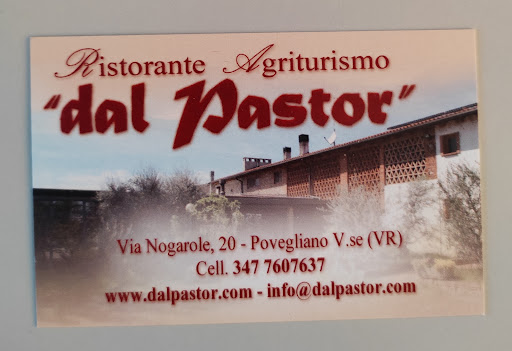 Ristorante Agriturismo
"dal Pastor"
Via Nogarole, 20 - Povegliano V.se (VR)
Cell. 347 7607637
www.dalpastor.com - info@dalpastor.com